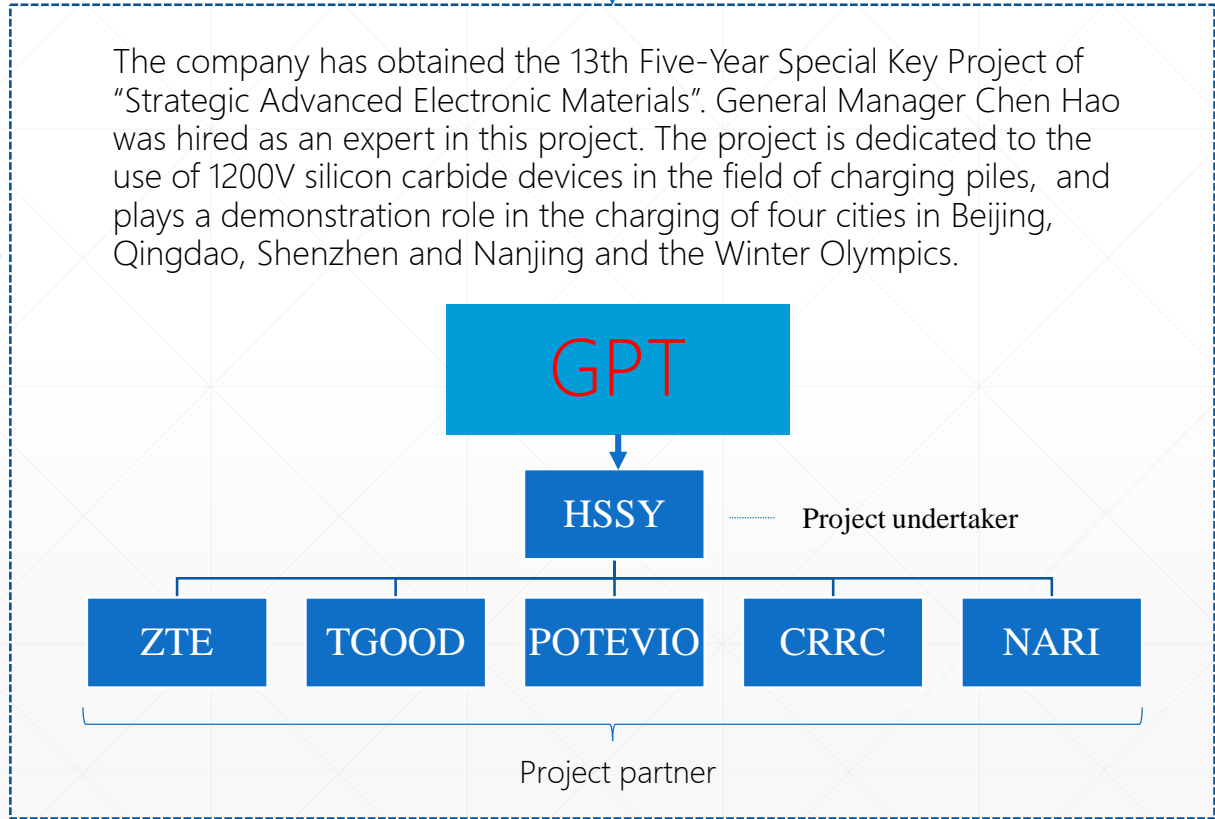 The company has obtained the 13th Five-Year Special Key Project of
“Strategic Advanced Electronic Materials”. General Manager Chen Hao
was hired as an expert in this project. The project is dedicated to the
use of 1200V silicon carbide devices in the field of charging piles, and
plays a demonstration role in the charging of four cities in Beijing,
Qingdao, Shenzhen and Nanjing and the Winter Olympics.
GPT
HSSY
Project undertaker
ZTE
TGOOD
POTEVIO
CRRC
NARI
Project partner